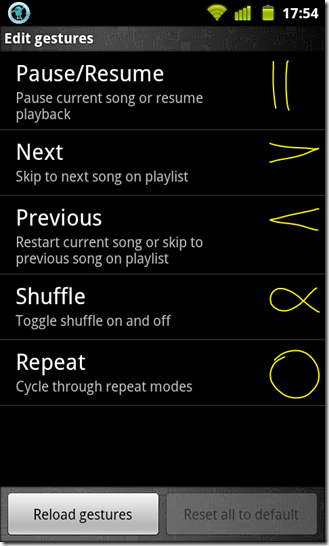 17:54
Edit gestures
Pause/Resume
Pause current song or resume
playback
Next
Skip to next song on playlist
Previous
Restart current song or skip to
previous song on playlist
Shuffle
Toggle shuffle on and off
Repeat
Cycle through repeat modes
Reload gestures
Reset all to default